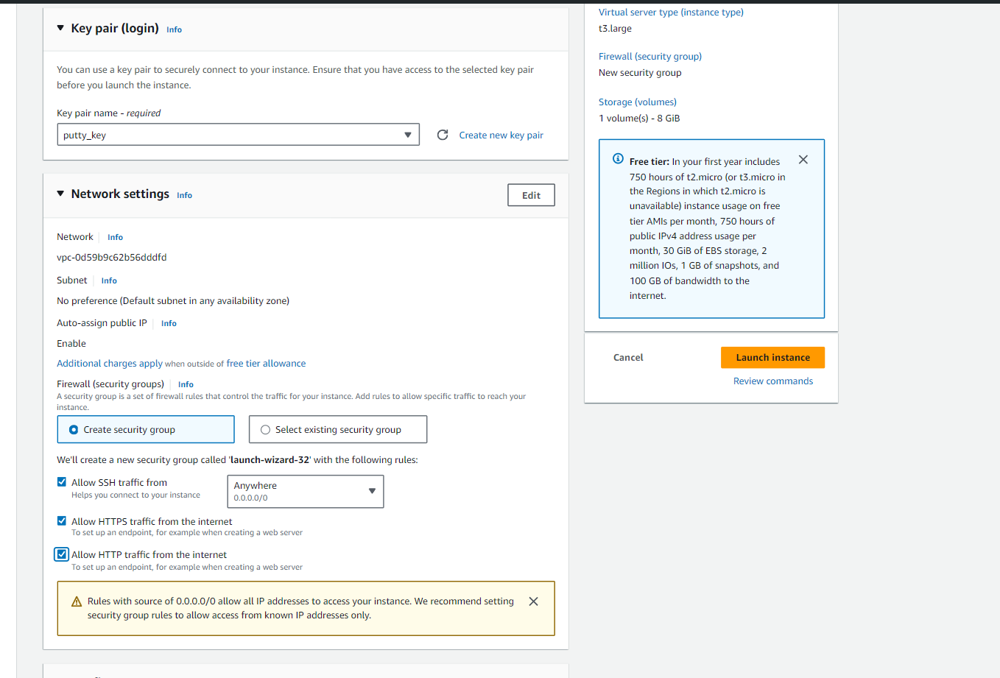 Key pair (login) Info
You can use a key pair to securely connect to your instance. Ensure that you have access to the selected key pair
before you launch the instance.
Key pair name - required
putty_key
Create new key pair
Network settings Info
Edit
Network Info
vpc-0d59b9c62b56dddfd
Subnet Info
No preference (Default subnet in any availability zone)
Auto-assign public IP Info
Enable
Additional charges apply when outside of free tier allowance
Firewall (security groups) Info
A security group is a set of firewall rules that control the traffic for your instance. Add rules to allow specific traffic to reach your
instance.
Create security group
Select existing security group
We'll create a new security group called 'launch-wizard-32' with the following rules:
Allow SSH traffic from
Helps you connect to your instance
Anywhere
0.0.0.0/0
Allow HTTPS traffic from the internet
To set up an endpoint, for example when creating a web server
Allow HTTP traffic from the internet
To set up an endpoint, for example when creating a web server
Rules with source of 0.0.0.0/0 allow all IP addresses to access your instance. We recommend setting
security group rules to allow access from known IP addresses only.
Virtual server type (instance type)
t3.large
Firewall (security group)
New security group
Storage (volumes)
1 volume(s) - 8 GiB
Free tier: In your first year includes
750 hours of t2.micro (or t3.micro in
the Regions in which t2.micro is
unavailable) instance usage on free
tier AMIs per month, 750 hours of
public IPv4 address usage per
month, 30 GiB of EBS storage, 2
million IOs, 1 GB of snapshots, and
100 GB of bandwidth to the
internet.
Cancel
Launch instance
Review commands